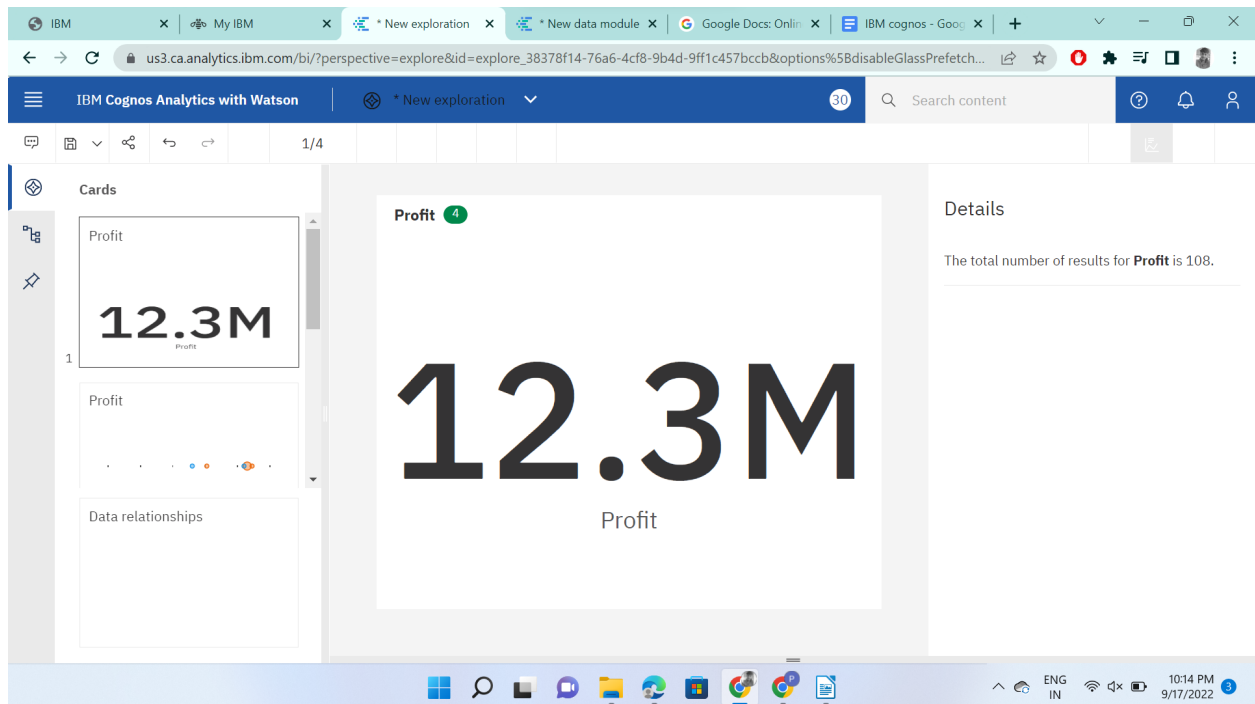 IBM
My IBM
* New exploration
* New data module
Google Docs: Onlin
IBM cognos - Goog
us3.ca.analytics.ibm.com/bi/?perspective=explore&id=explore_38378f14-76a6-4cf8-9b4d-9ff1c457bccb&options%5BdisableGlassPrefetch...
IBM Cognos Analytics with Watson
* New exploration
30
Search content
1/4
Cards
Profit
12.3M
Profit
1
Profit
Data relationships
Profit 4
12.3M
Profit
Details
The total number of results for Profit is 108.
ENG
IN
10:14 PM
9/17/2022
3